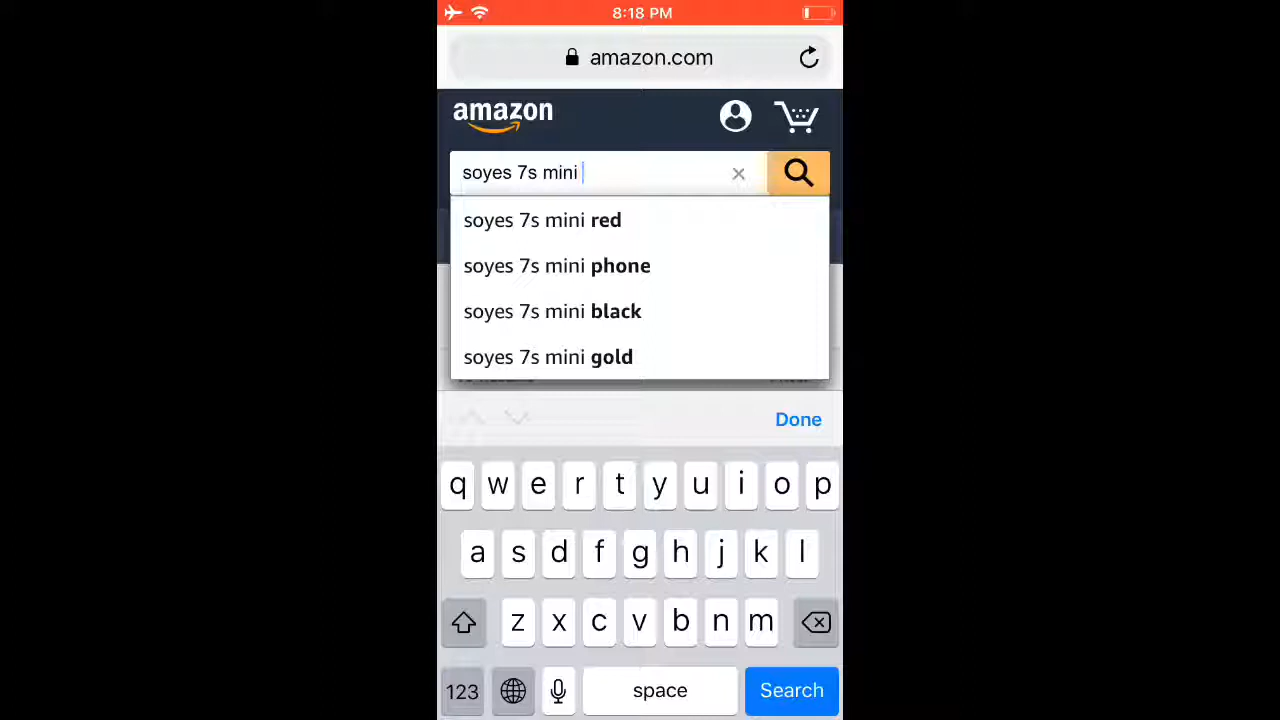 8:18 PM
amazon.com
amazon
soyes 7s mini
soyes 7s mini red
soyes 7s mini phone
soyes 7s mini black
soyes 7s mini gold
Done
q w e r t y u i o p
a s d f g h j k l
z x c v b n m
123 space Search